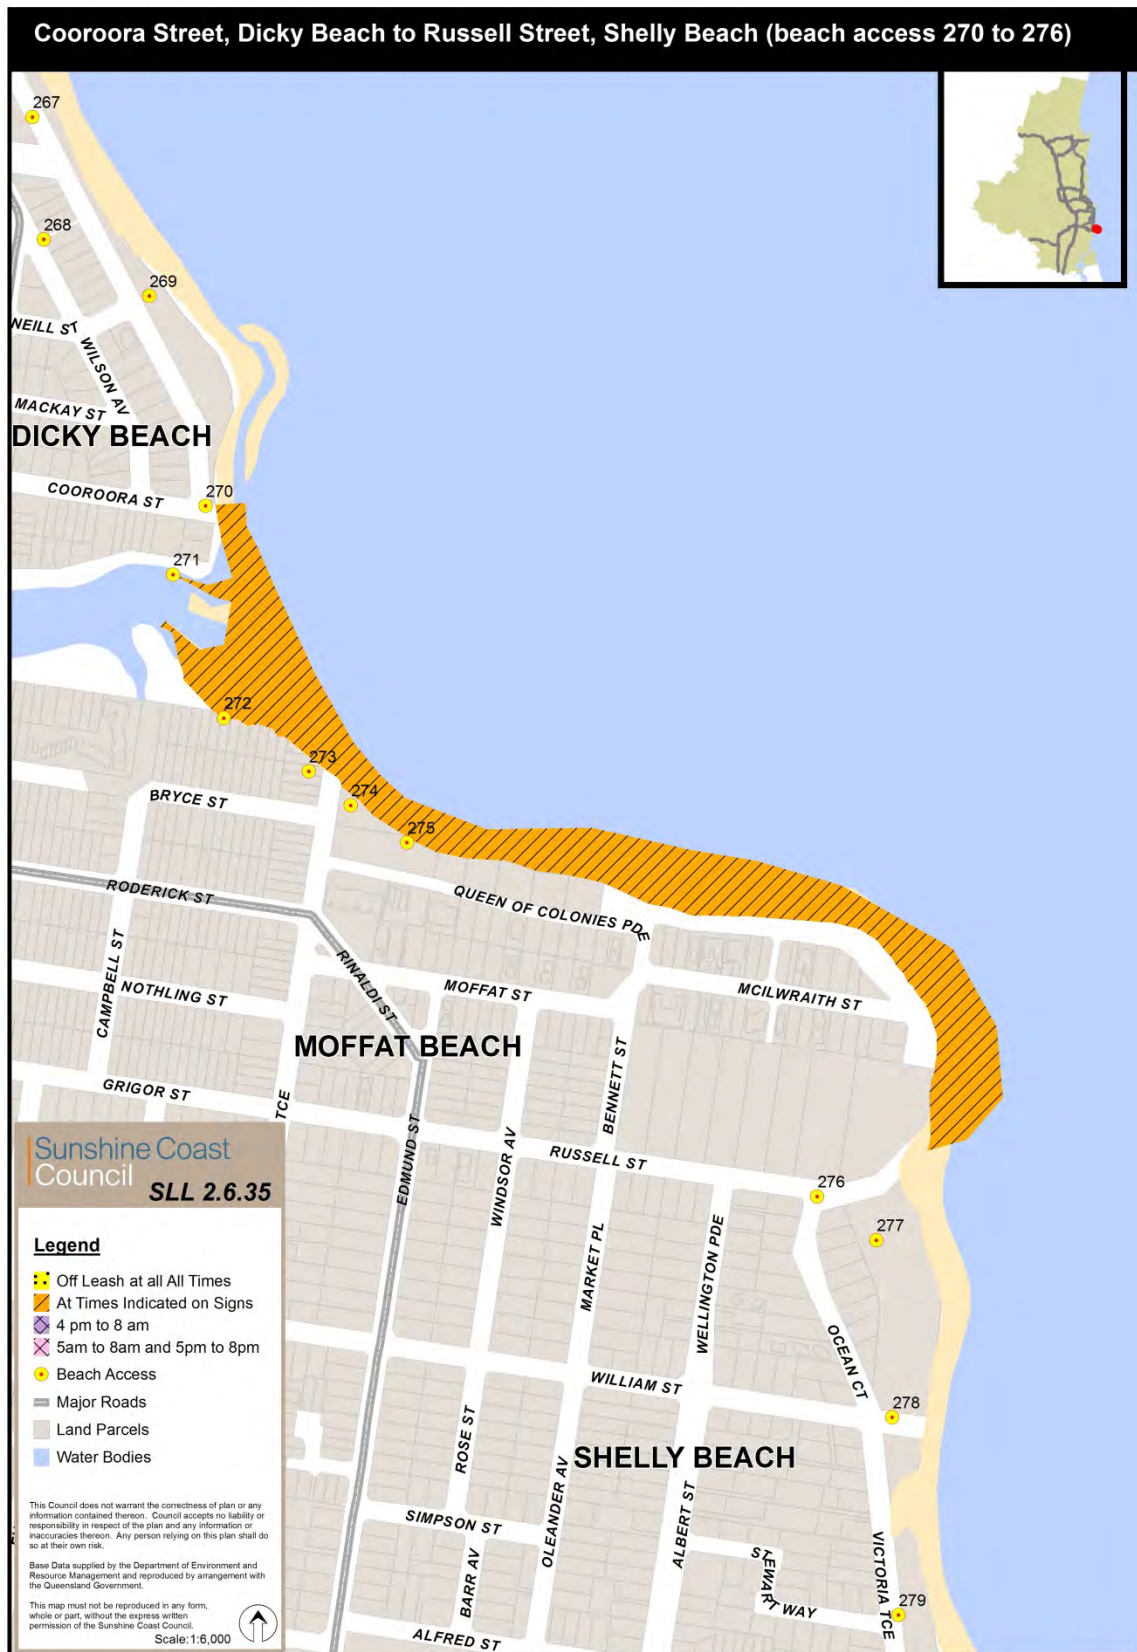 Cooroora Street, Dicky Beach to Russell Street, Shelly Beach (beach access 270 to 276)
267
268
269
NEILL ST
WILSON AV
MACKAY ST
DICKY BEACH
COOROORA ST
270
271
272
273
274
275
BRYCE ST
RODERICK ST
QUEEN OF COLONIES PDE
CAMPBELL ST
NOTHLING ST
RINALDI ST
MOFFAT ST
MCILWRAITH ST
MOFFAT BEACH
BENNETT ST
GRIGOR ST
TCE
EDMUND ST
WINDSOR AV
RUSSELL ST
276
277
MARKET PL
WELLINGTON PDE
OCEAN CT
WILLIAM ST
278
ROSE ST
SHELLY BEACH
OLEANDER AV
ALBERT ST
SIMPSON ST
STEWART WAY
VICTORIA TCE
BARR AV
279
ALFRED ST
Sunshine Coast
Council
SLL 2.6.35
Legend
Off Leash at all All Times
At Times Indicated on Signs
4 pm to 8 am
5am to 8am and 5pm to 8pm
Beach Access
Major Roads
Land Parcels
Water Bodies
This Council does not warrant the correctness of plan or any
information contained thereon. Council accepts no liability or
responsibility in respect of the plan and any information or
inaccuracies thereon. Any person relying on this plan shall do
so at their own risk.
Base Data supplied by the Department of Environment and
Resource Management and reproduced by arrangement with
the Queensland Government.
This map must not be reproduced in any form,
whole or part, without the express written
permission of the Sunshine Coast Council.
Scale:1:6,000